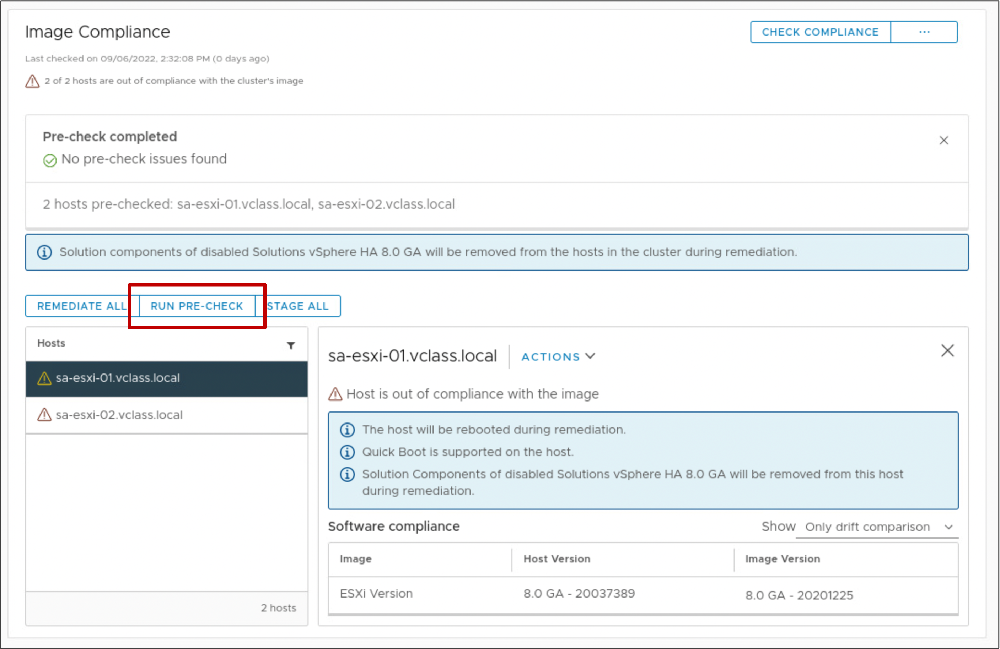 Image Compliance
CHECK COMPLIANCE
...
Last checked on 09/06/2022, 2:32:08 PM (0 days ago)
2 of 2 hosts are out of compliance with the cluster's image
Pre-check completed
No pre-check issues found
2 hosts pre-checked: sa-esxi-01.vclass.local, sa-esxi-02.vclass.local
Solution components of disabled Solutions vSphere HA 8.0 GA will be removed from the hosts in the cluster during remediation.
REMEDIATE ALL
RUN PRE-CHECK
STAGE ALL
Hosts
sa-esxi-01.vclass.local
sa-esxi-02.vclass.local
2 hosts
sa-esxi-01.vclass.local
ACTIONS
Host is out of compliance with the image
The host will be rebooted during remediation.
Quick Boot is supported on the host.
Solution Components of disabled Solutions vSphere HA 8.0 GA will be removed from this host
during remediation.
Software compliance
Show Only drift comparison
Image
Host Version
Image Version
ESXi Version
8.0 GA - 20037389
8.0 GA - 20201225